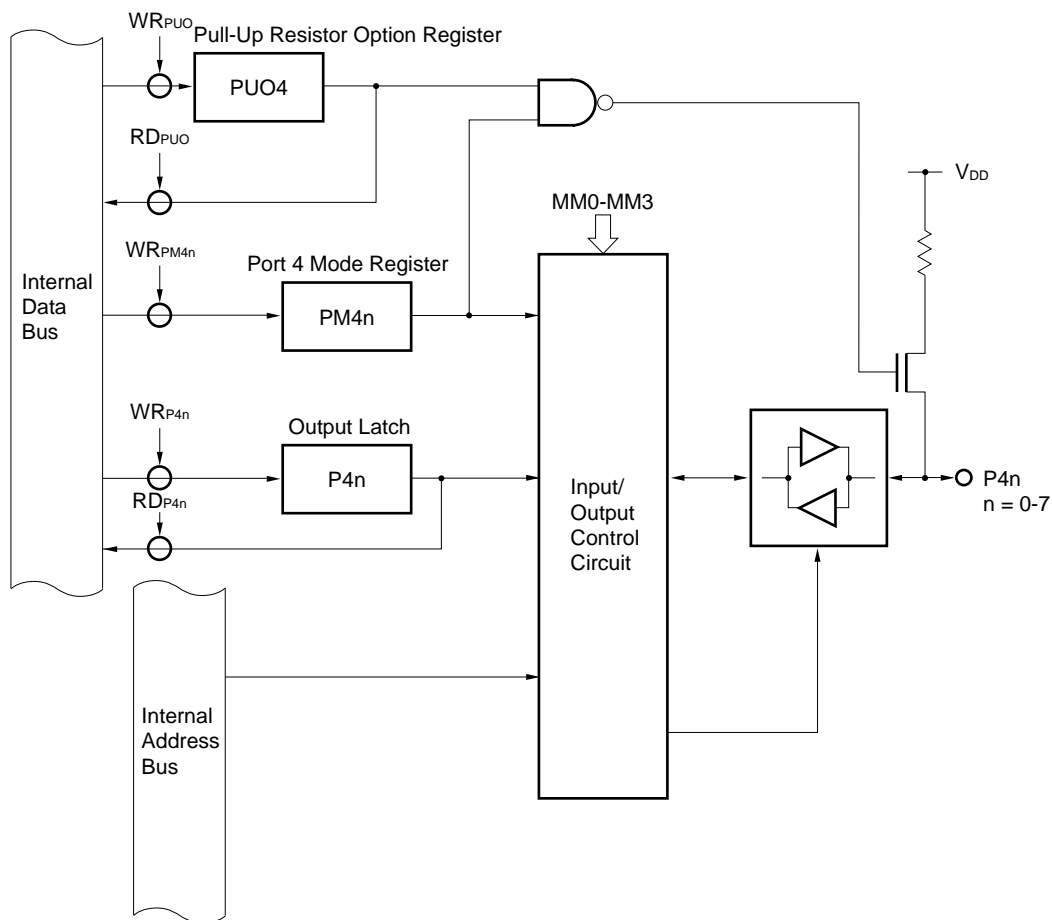 WRPUO
Pull-Up Resistor Option Register
PUO4
RDPUO
VDD
MM0-MM3
WRPM4n
Port 4 Mode Register
Internal
Data
Bus
PM4n
WRP4n
Output Latch
P4n
RDP4n
Input/
Output
Control
Circuit
P4n
n = 0-7
Internal
Address
Bus